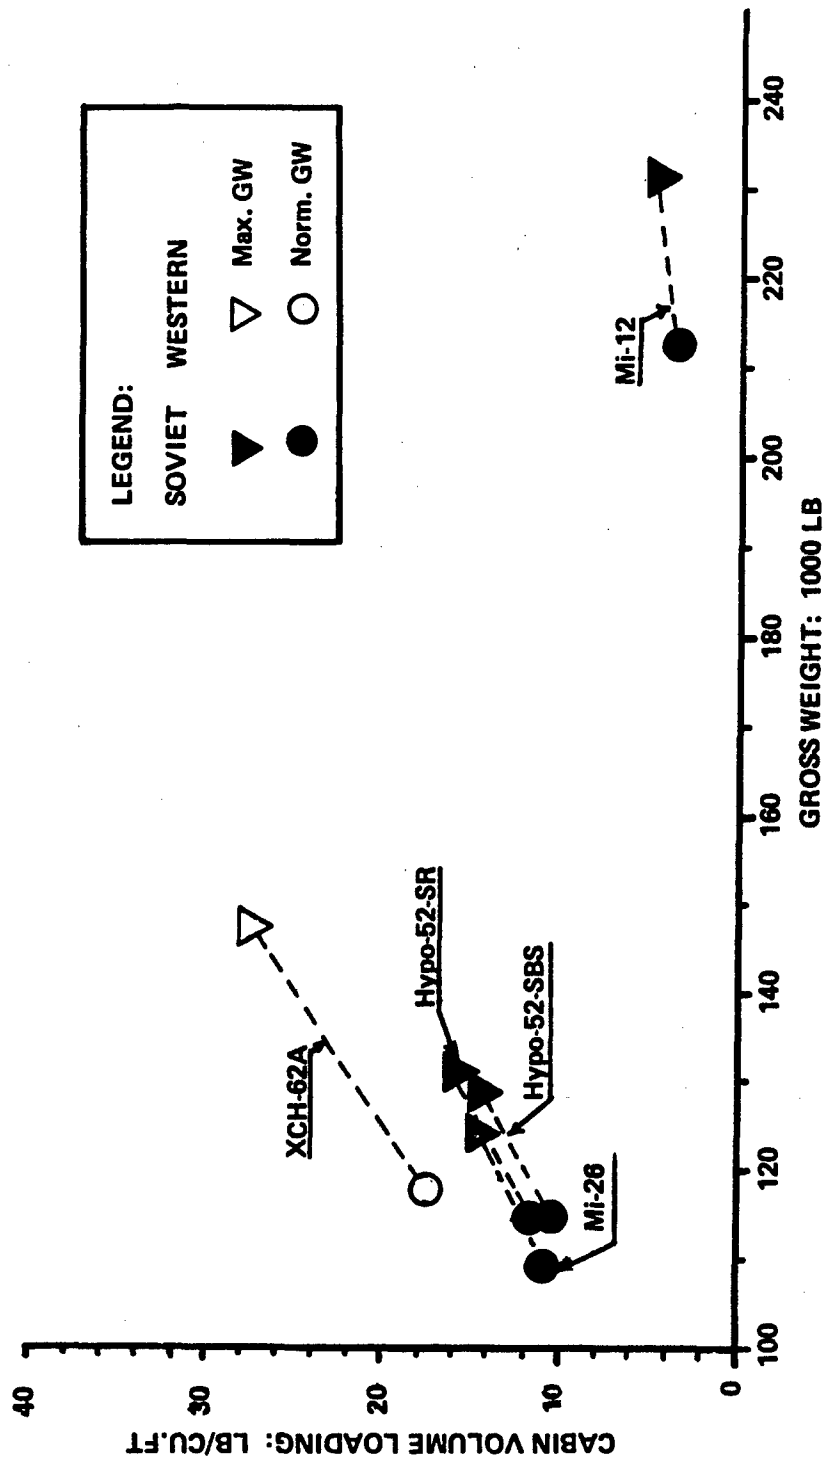 CABIN VOLUME LOADING: LB/CU.FT
40
30
20
10
0
100
120
140
160
180
200
220
240
GROSS WEIGHT: 1000 LB
LEGEND:
SOVIET WESTERN
Max. GW
Norm. GW
XCH-62A
Hypo-52-SR
Hypo-52-SBS
Mi-26
Mi-12